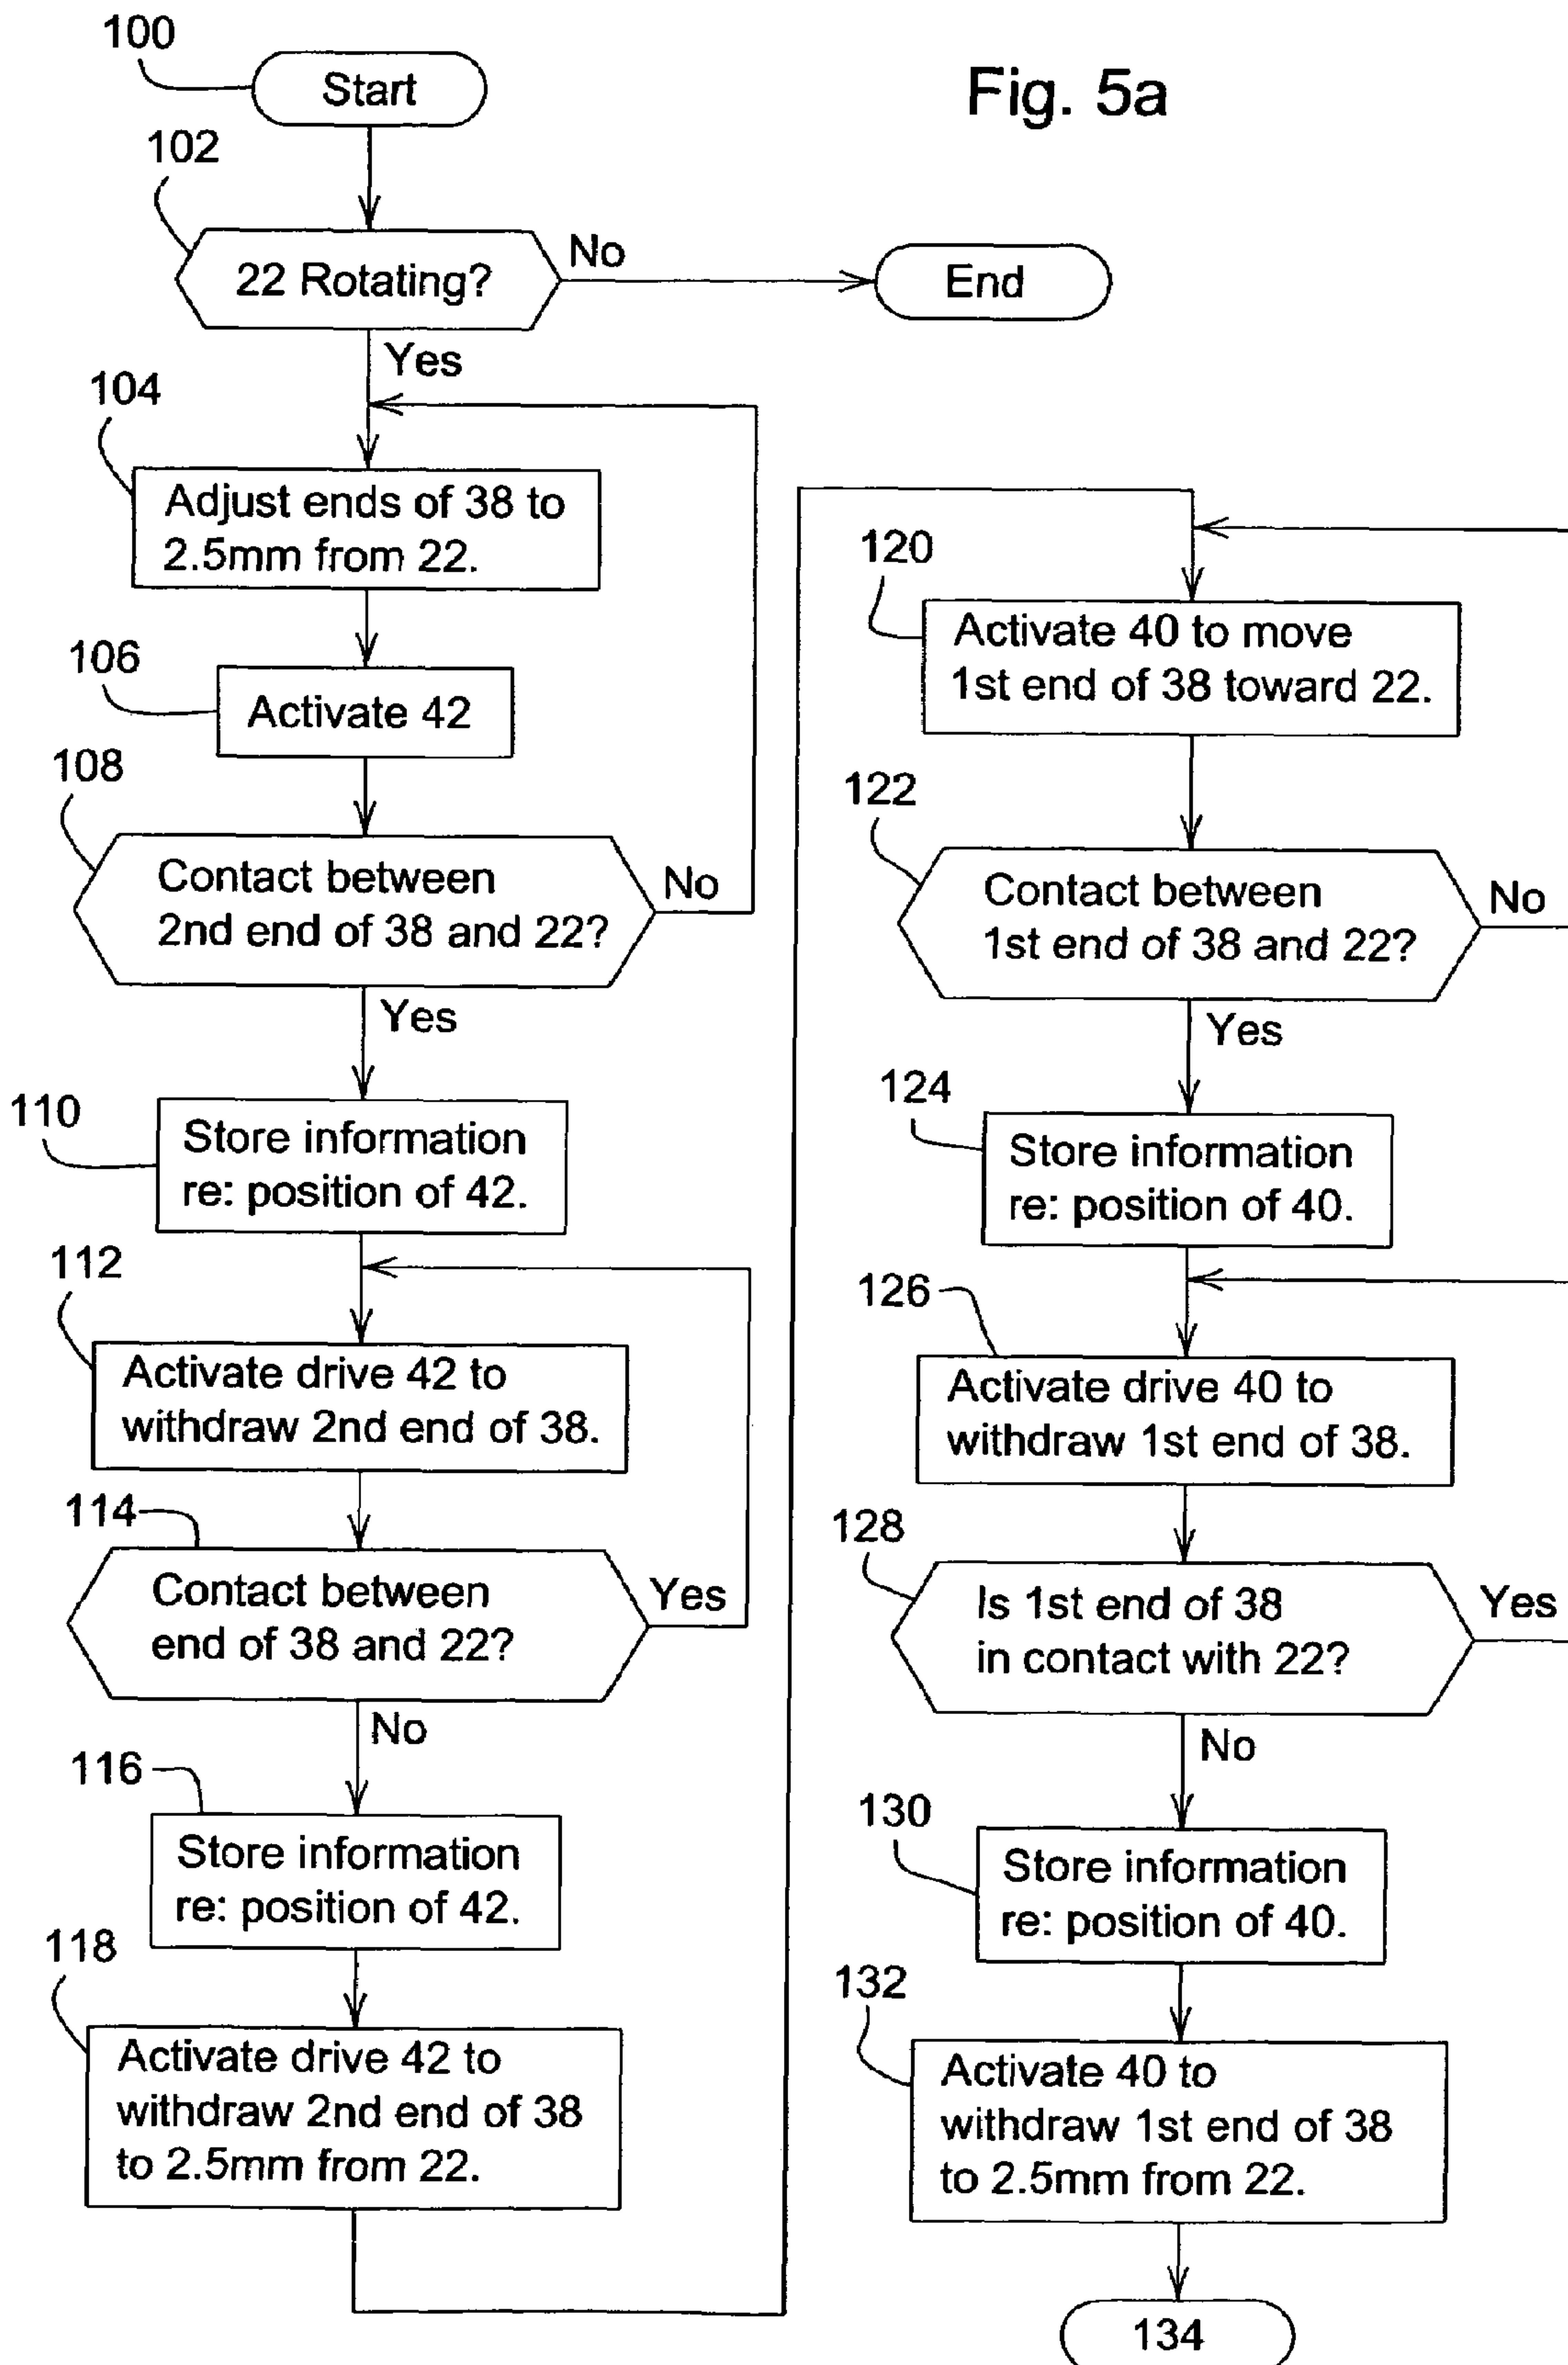 100
Start
Fig. 5a
102
22 Rotating?
No
End
Yes
104
Adjust ends of 38 to
2.5mm from 22.
106
Activate 42
108
Contact between
2nd end of 38 and 22?
No
Yes
110
Store information
re: position of 42.
112
Activate drive 42 to
withdraw 2nd end of 38.
114
Contact between
end of 38 and 22?
Yes
No
116
Store information
re: position of 42.
118
Activate drive 42 to
withdraw 2nd end of 38
to 2.5mm from 22.
120
Activate 40 to move
1st end of 38 toward 22.
122
Contact between
1st end of 38 and 22?
No
Yes
124
Store information
re: position of 40.
126
Activate drive 40 to
withdraw 1st end of 38.
128
Is 1st end of 38
in contact with 22?
Yes
No
130
Store information
re: position of 40.
132
Activate 40 to
withdraw 1st end of 38
to 2.5mm from 22.
134